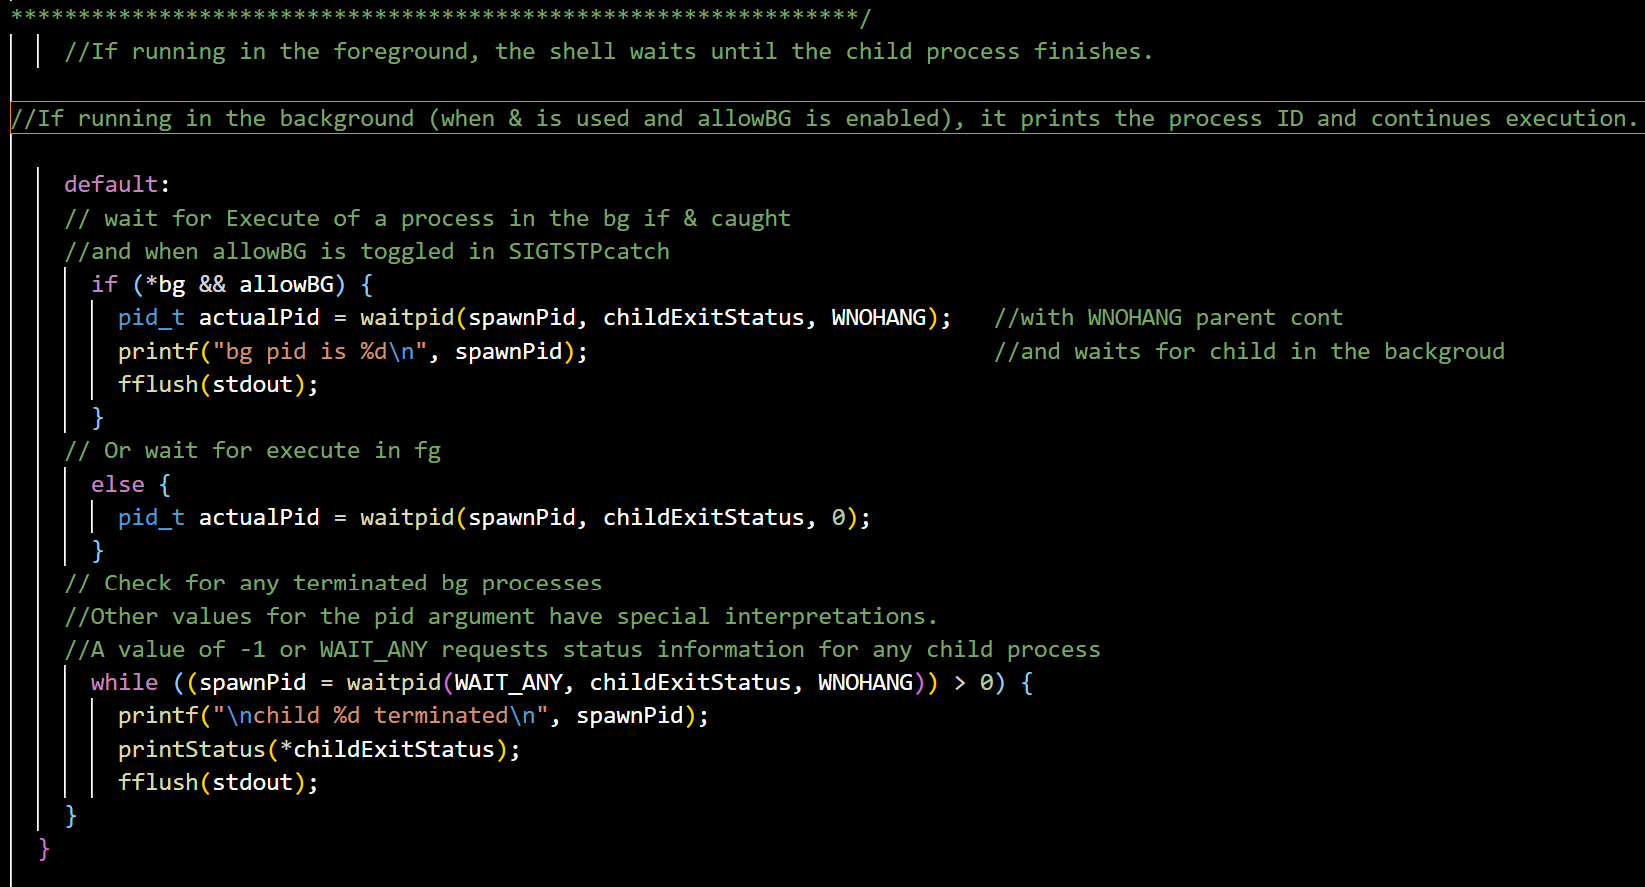 ***************************************************************/
//If running in the foreground, the shell waits until the child process finishes.
//If running in the background (when & is used and allowBG is enabled), it prints the process ID and continues execution.
default:
// wait for Execute of a process in the bg if & caught
//and when allowBG is toggled in SIGTSTPcatch
if (*bg && allowBG) {
pid_t actualPid = waitpid(spawnPid, childExitStatus, WNOHANG);   //with WNOHANG parent cont
printf("bg pid is %d\n", spawnPid);                              //and waits for child in the backgroud
fflush(stdout);
}
// Or wait for execute in fg
else {
pid_t actualPid = waitpid(spawnPid, childExitStatus, 0);
}
// Check for any terminated bg processes
//Other values for the pid argument have special interpretations.
//A value of -1 or WAIT_ANY requests status information for any child process
while ((spawnPid = waitpid(WAIT_ANY, childExitStatus, WNOHANG)) > 0) {
printf("\nchild %d terminated\n", spawnPid);
printStatus(*childExitStatus);
fflush(stdout);
}
}